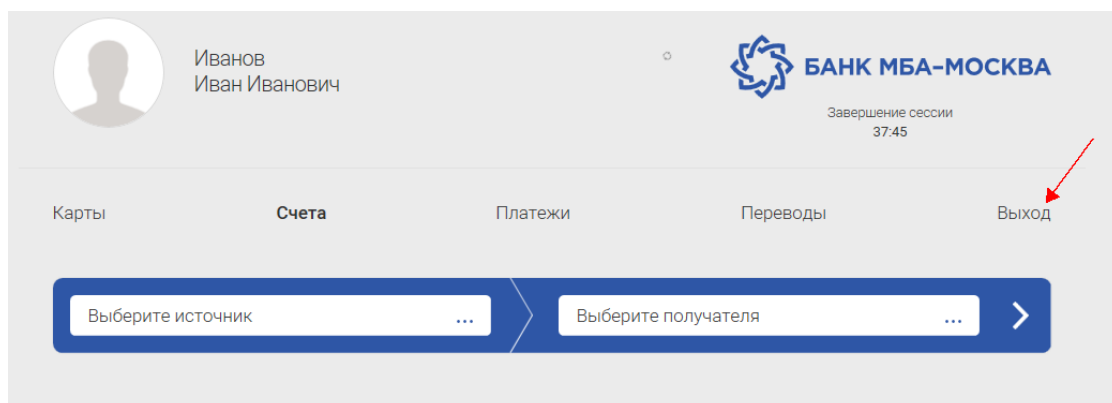 Иванов
Иван Иванович
БАНК МБА-МОСКВА
Завершение сессии
37:45
Карты Счета Платежи Переводы Выход
Выберите источник ... Выберите получателя ...